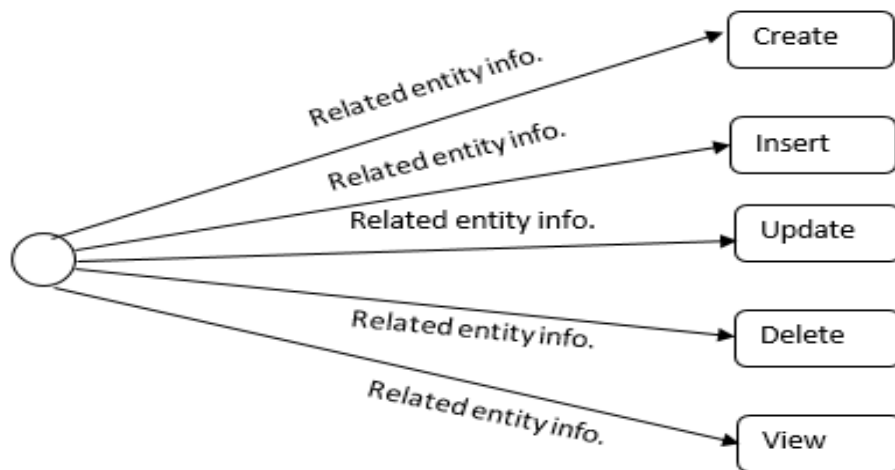 Create
Related entity info.
Insert
Related entity info.
Update
Related entity info.
Delete
Related entity info.
View
Related entity info.